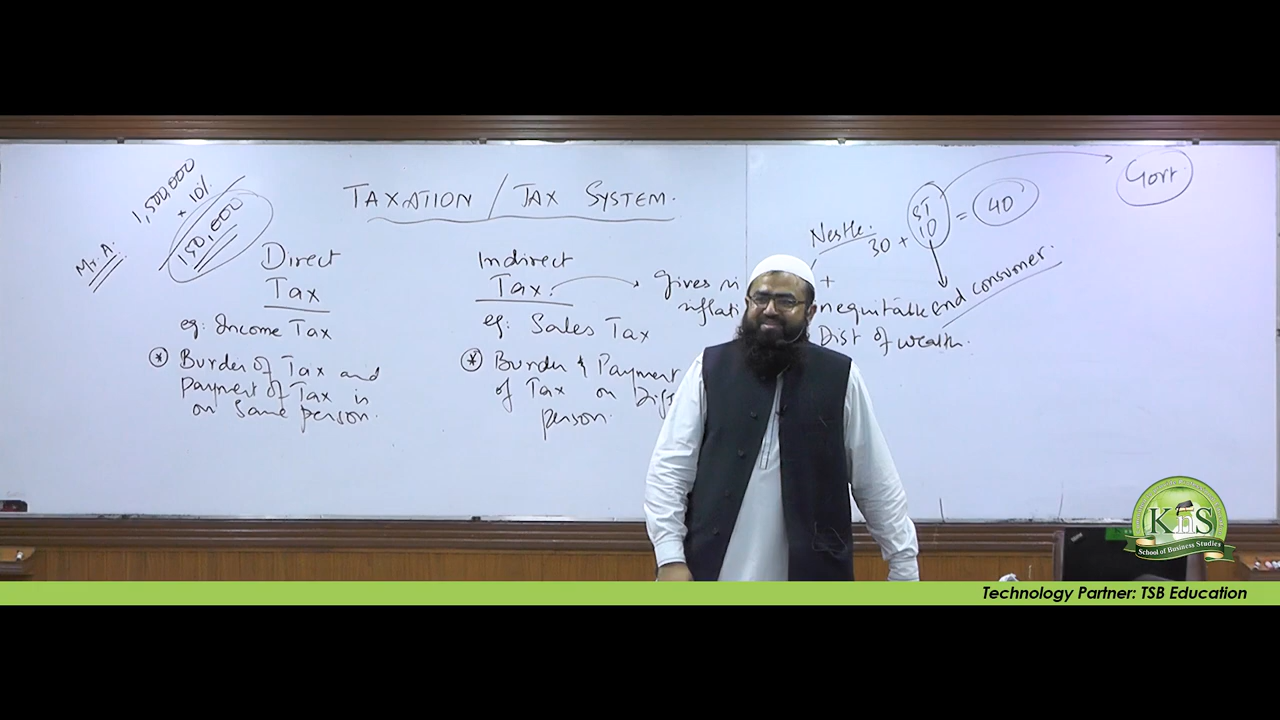 TAXATION / TAX SYSTEM.
Mr. A.
1,500,000
+ 10%
150,000
Direct
Tax
eg: Income Tax
* Burden of Tax and
payment of Tax is
on Same person.
Indirect
Tax.
eg: Sales Tax
* Burden & Payment
of Tax on
person.
Gives
Nestle.
30 + ST 10 = 40
Govt
+
end consumer.
nequitable
Dist of wealth.
KnS
School of Business Studies
Technology Partner: TSB Education